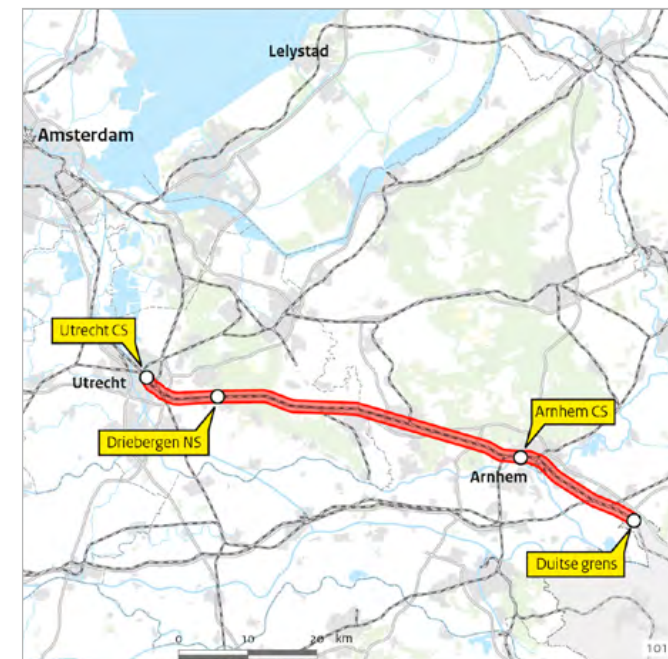 Lelystad
Amsterdam
Utrecht CS
Utrecht
Driebergen NS
Arnhem CS
Arnhem
Duitse grens
0 10 20 km
101